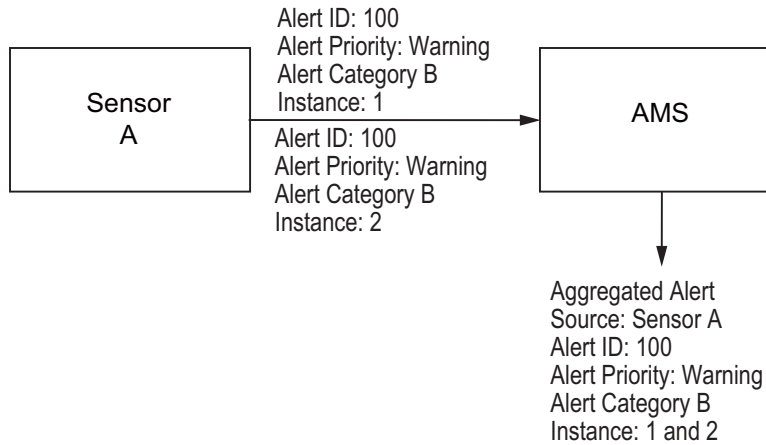 Alert ID: 100
Alert Priority: Warning
Alert Category B
Instance: 1
Sensor
A
AMS
Alert ID: 100
Alert Priority: Warning
Alert Category B
Instance: 2
Aggregated Alert
Source: Sensor A
Alert ID: 100
Alert Priority: Warning
Alert Category B
Instance: 1 and 2